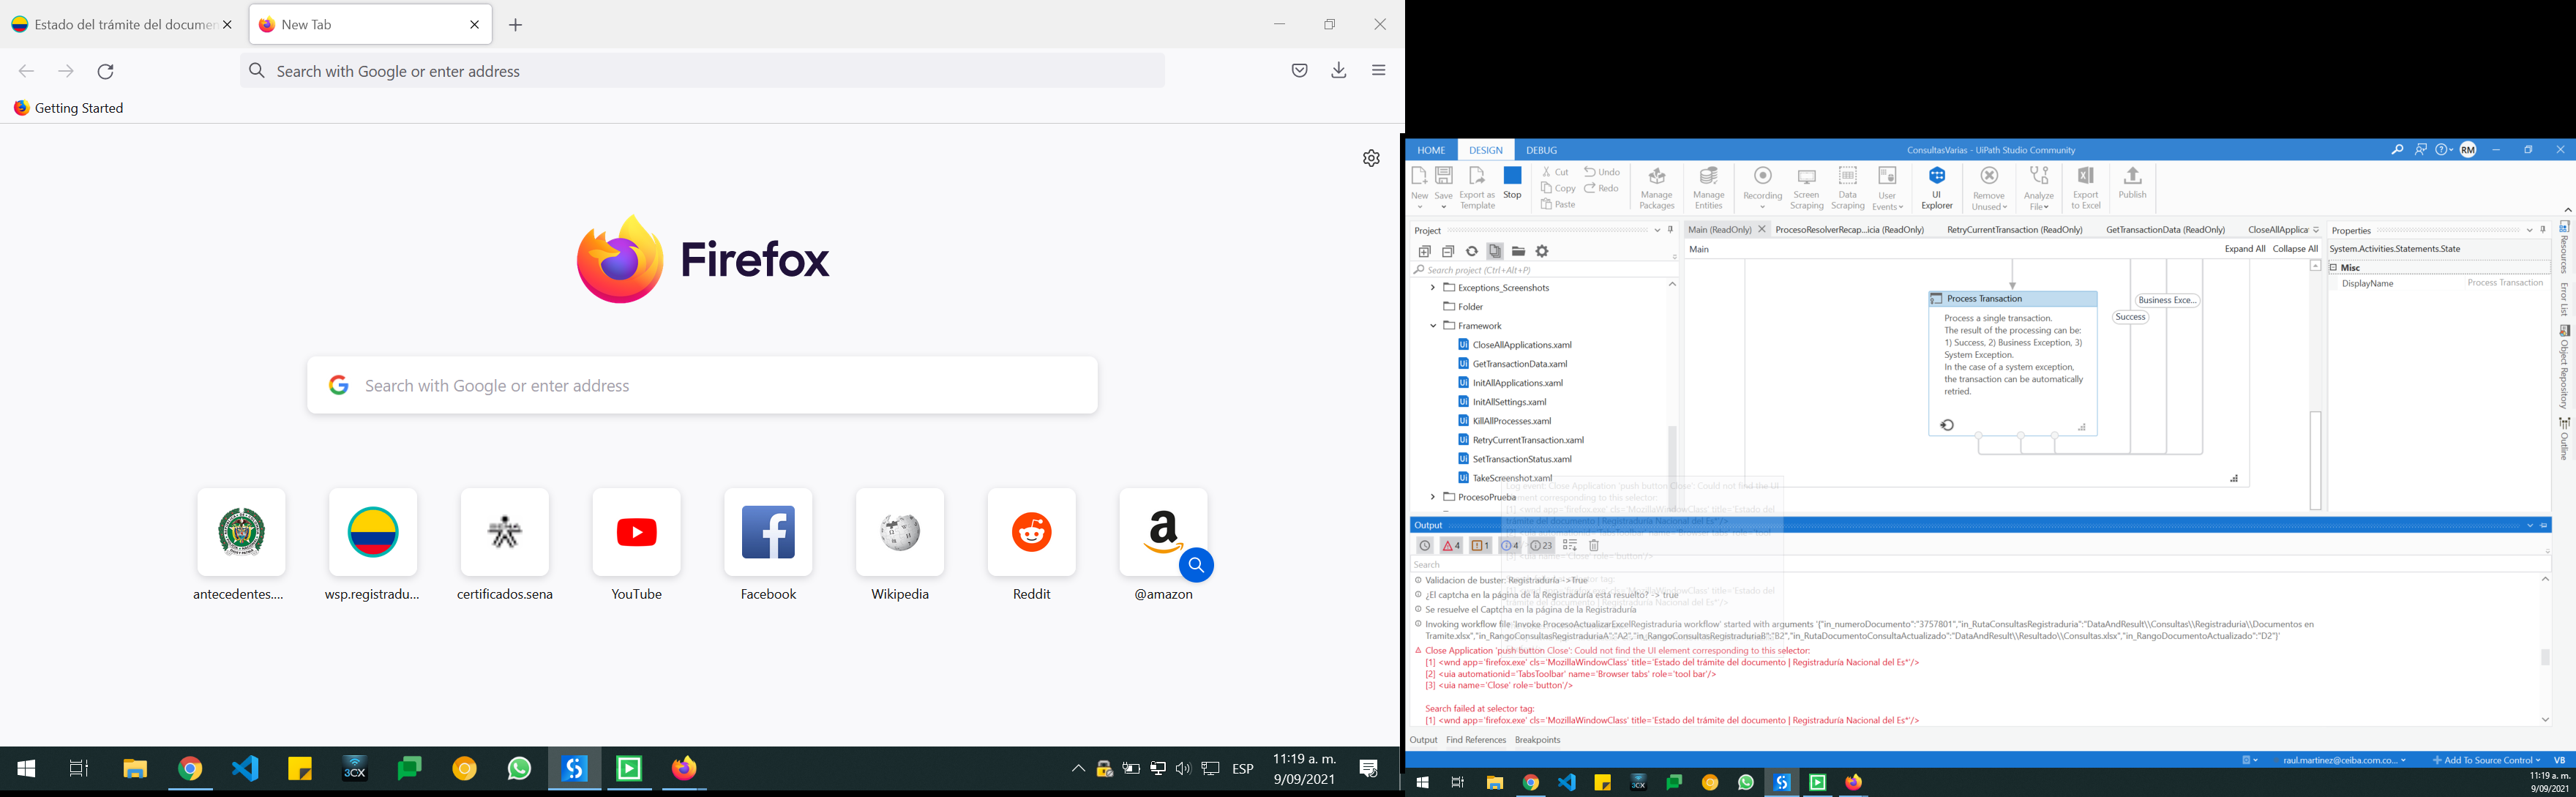 Estado del trámite del documen
New Tab
Search with Google or enter address
Getting Started
Firefox
Search with Google or enter address
antecedentes....
wsp.registradu...
certificados.sena
YouTube
Facebook
Wikipedia
Reddit
@amazon
3CX
ESP
11:19 a. m.
9/09/2021
HOME
DESIGN
DEBUG
ConsultasVarias - UiPath Studio Community
RM
New
Save
Export as Template
Stop
Cut
Copy
Paste
Undo
Redo
Manage Packages
Manage Entities
Recording
Screen Scraping
Data Scraping
User Events
UI Explorer
Remove Unused
Analyze File
Export to Excel
Publish
Project
Search project (Ctrl+Alt+P)
Exceptions_Screenshots
Folder
Framework
CloseAllApplications.xaml
GetTransactionData.xaml
InitAllApplications.xaml
InitAllSettings.xaml
KillAllProcesses.xaml
RetryCurrentTransaction.xaml
SetTransactionStatus.xaml
TakeScreenshot.xaml
ProcesoPrueba
Main (ReadOnly)
ProcesoResolverRecap...icia (ReadOnly)
RetryCurrentTransaction (ReadOnly)
GetTransactionData (ReadOnly)
CloseAllApplicat
Main
Expand All
Collapse All
Process Transaction
Process a single transaction.
The result of the processing can be:
1) Success, 2) Business Exception, 3)
System Exception.
In the case of a system exception,
the transaction can be automatically
retried.
Success
Business Exce...
Properties
System.Activities.Statements.State
Misc
DisplayName
Process Transaction
Resources
Error List
Object Repository
Outline
Output
4
1
4
23
Search
Validacion de buster: Registraduria ->True
¿El captcha en la página de la Registraduría está resuelto? -> true
Se resuelve el Captcha en la página de la Registraduría
Invoking workflow file 'Invoke ProcesoActualizarExcelRegistraduria workflow' started with arguments '{"in_numeroDocumento":"3757801","in_RutaConsultasRegistraduria":"DataAndResult\\Consultas\\Registraduria\\Documentos en
Tramite.xlsx","in_RangoConsultasRegistraduriaA":"A2","in_RangoConsultasRegistraduriaB":"B2","in_RutaDocumentoConsultaActualizado":"DataAndResult\\Resultado\\Consultas.xlsx","in_RangoDocumentoActualizado":"D2"}'
Close Application 'push button Close': Could not find the UI element corresponding to this selector:
[1] <wnd app='firefox.exe' cls='MozillaWindowClass' title='Estado del trámite del documento | Registraduría Nacional del Es*'/>
[2] <uia automationid='TabsToolbar' name='Browser tabs' role='tool bar'/>
[3] <uia name='Close' role='button'/>
Search failed at selector tag:
[1] <wnd app='firefox.exe' cls='MozillaWindowClass' title='Estado del trámite del documento | Registraduría Nacional del Es*'/>
Output
Find References
Breakpoints
raul.martinez@ceiba.com.co...
Add To Source Control
VB
3CX
11:19 a. m.
9/09/2021